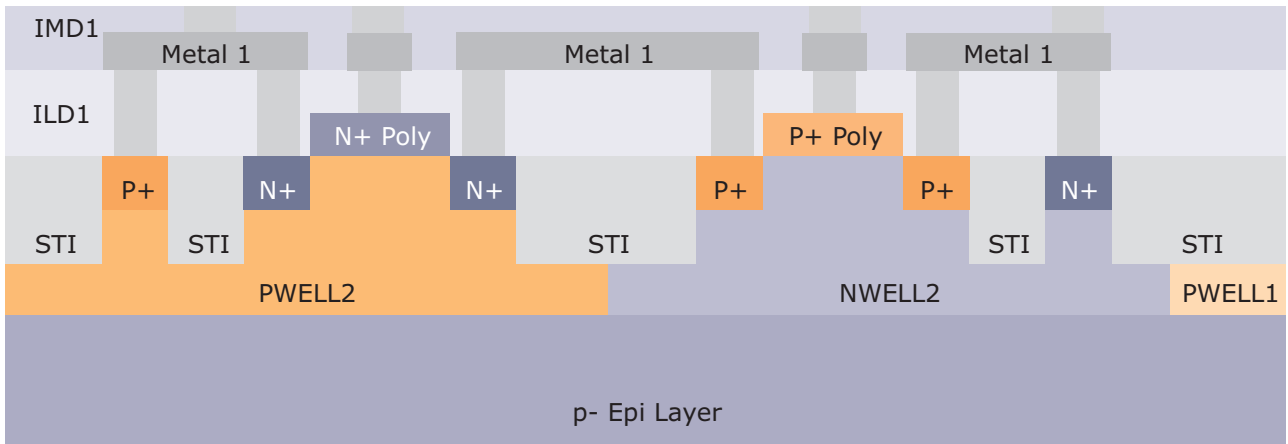 IMD1
Metal 1
Metal 1
Metal 1
ILD1
N+ Poly
P+ Poly
P+
N+
N+
P+
P+
N+
STI
STI
STI
STI
STI
PWELL2
NWELL2
PWELL1
p- Epi Layer